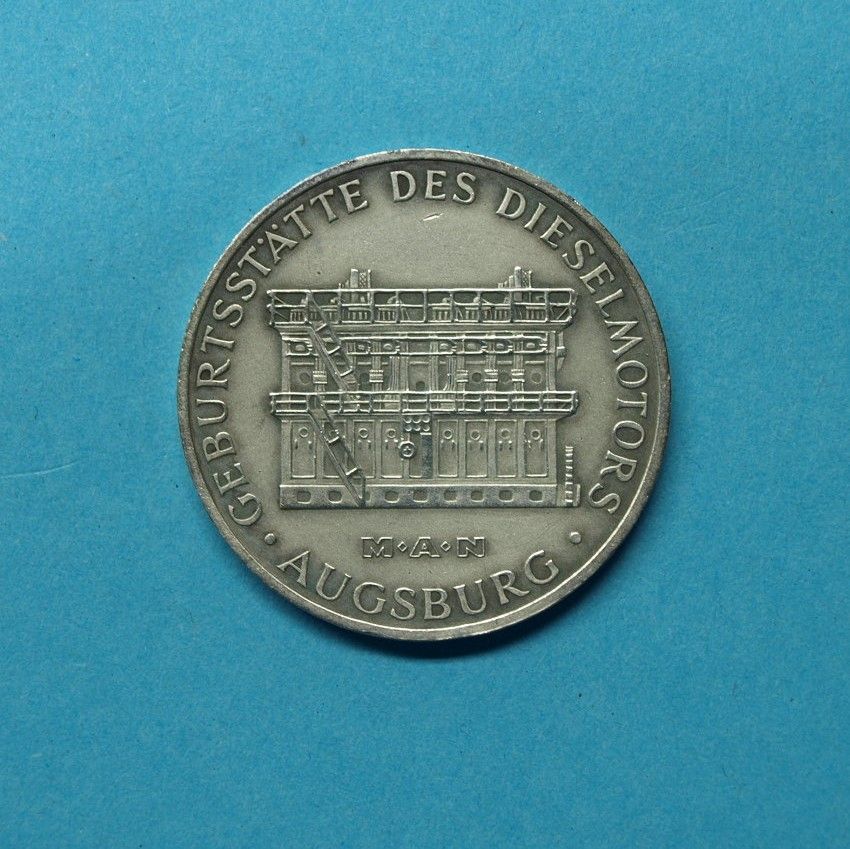 · GEBURTSSTÄTTE DES DIESELMOTORS ·
M·A·N
AUGSBURG